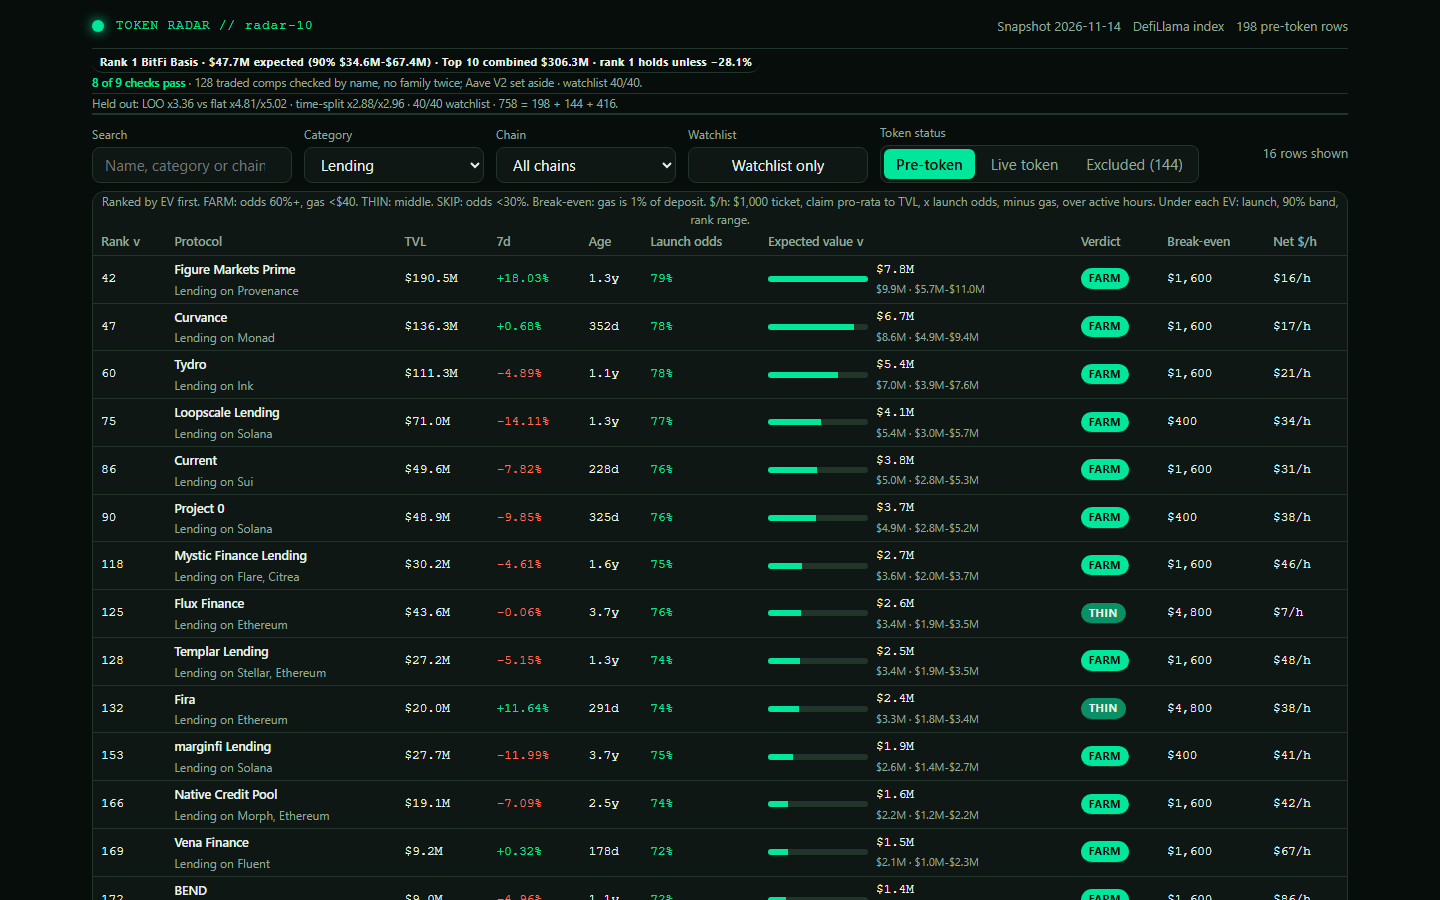 TOKEN RADAR // radar-10
Snapshot 2026-11-14 DefiLlama index 198 pre-token rows
Rank 1 BitFi Basis · $47.7M expected (90% $34.6M-$67.4M) · Top 10 combined $306.3M · rank 1 holds unless −28.1%
8 of 9 checks pass · 128 traded comps checked by name, no family twice; Aave V2 set aside · watchlist 40/40.
Held out: LOO x3.36 vs flat x4.81/x5.02 · time-split x2.88/x2.96 · 40/40 watchlist · 758 = 198 + 144 + 416.
Search Category Chain Watchlist Token status
Name, category or chain Lending All chains Watchlist only Pre-token Live token Excluded (144) 16 rows shown
Ranked by EV first. FARM: odds 60%+, gas <$40. THIN: middle. SKIP: odds <30%. Break-even: gas is 1% of deposit. $/h: $1,000 ticket, claim pro-rata to TVL, x launch odds, minus gas, over active hours. Under each EV: launch, 90% band,
rank range.
Rank v Protocol TVL 7d Age Launch odds Expected value v Verdict Break-even Net $/h
42 Figure Markets Prime $190.5M +18.03% 1.3y 79% $7.8M FARM $1,600 $16/h
Lending on Provenance $9.9M · $5.7M-$11.0M
47 Curvance $136.3M +0.68% 352d 78% $6.7M FARM $1,600 $17/h
Lending on Monad $8.6M · $4.9M-$9.4M
60 Tydro $111.3M −4.89% 1.1y 78% $5.4M FARM $1,600 $21/h
Lending on Ink $7.0M · $3.9M-$7.6M
75 Loopscale Lending $71.0M −14.11% 1.3y 77% $4.1M FARM $400 $34/h
Lending on Solana $5.4M · $3.0M-$5.7M
86 Current $49.6M −7.82% 228d 76% $3.8M FARM $1,600 $31/h
Lending on Sui $5.0M · $2.8M-$5.3M
90 Project 0 $48.9M −9.85% 325d 76% $3.7M FARM $400 $38/h
Lending on Solana $4.9M · $2.8M-$5.2M
118 Mystic Finance Lending $30.2M −4.61% 1.6y 75% $2.7M FARM $1,600 $46/h
Lending on Flare, Citrea $3.6M · $2.0M-$3.7M
125 Flux Finance $43.6M −0.06% 3.7y 76% $2.6M THIN $4,800 $7/h
Lending on Ethereum $3.4M · $1.9M-$3.5M
128 Templar Lending $27.2M −5.15% 1.3y 74% $2.5M FARM $1,600 $48/h
Lending on Stellar, Ethereum $3.4M · $1.9M-$3.5M
132 Fira $20.0M +11.64% 291d 74% $2.4M THIN $4,800 $38/h
Lending on Ethereum $3.3M · $1.8M-$3.4M
153 marginfi Lending $27.7M −11.99% 3.7y 75% $1.9M FARM $400 $41/h
Lending on Solana $2.6M · $1.4M-$2.7M
166 Native Credit Pool $19.1M −7.09% 2.5y 74% $1.6M FARM $1,600 $42/h
Lending on Morph, Ethereum $2.2M · $1.2M-$2.2M
169 Vena Finance $9.2M +0.32% 178d 72% $1.5M FARM $1,600 $67/h
Lending on Fluent $2.1M · $1.0M-$2.3M
172 BEND $9.0M −4.96% 1.1y 72% $1.4M FARM $1,600 $86/h